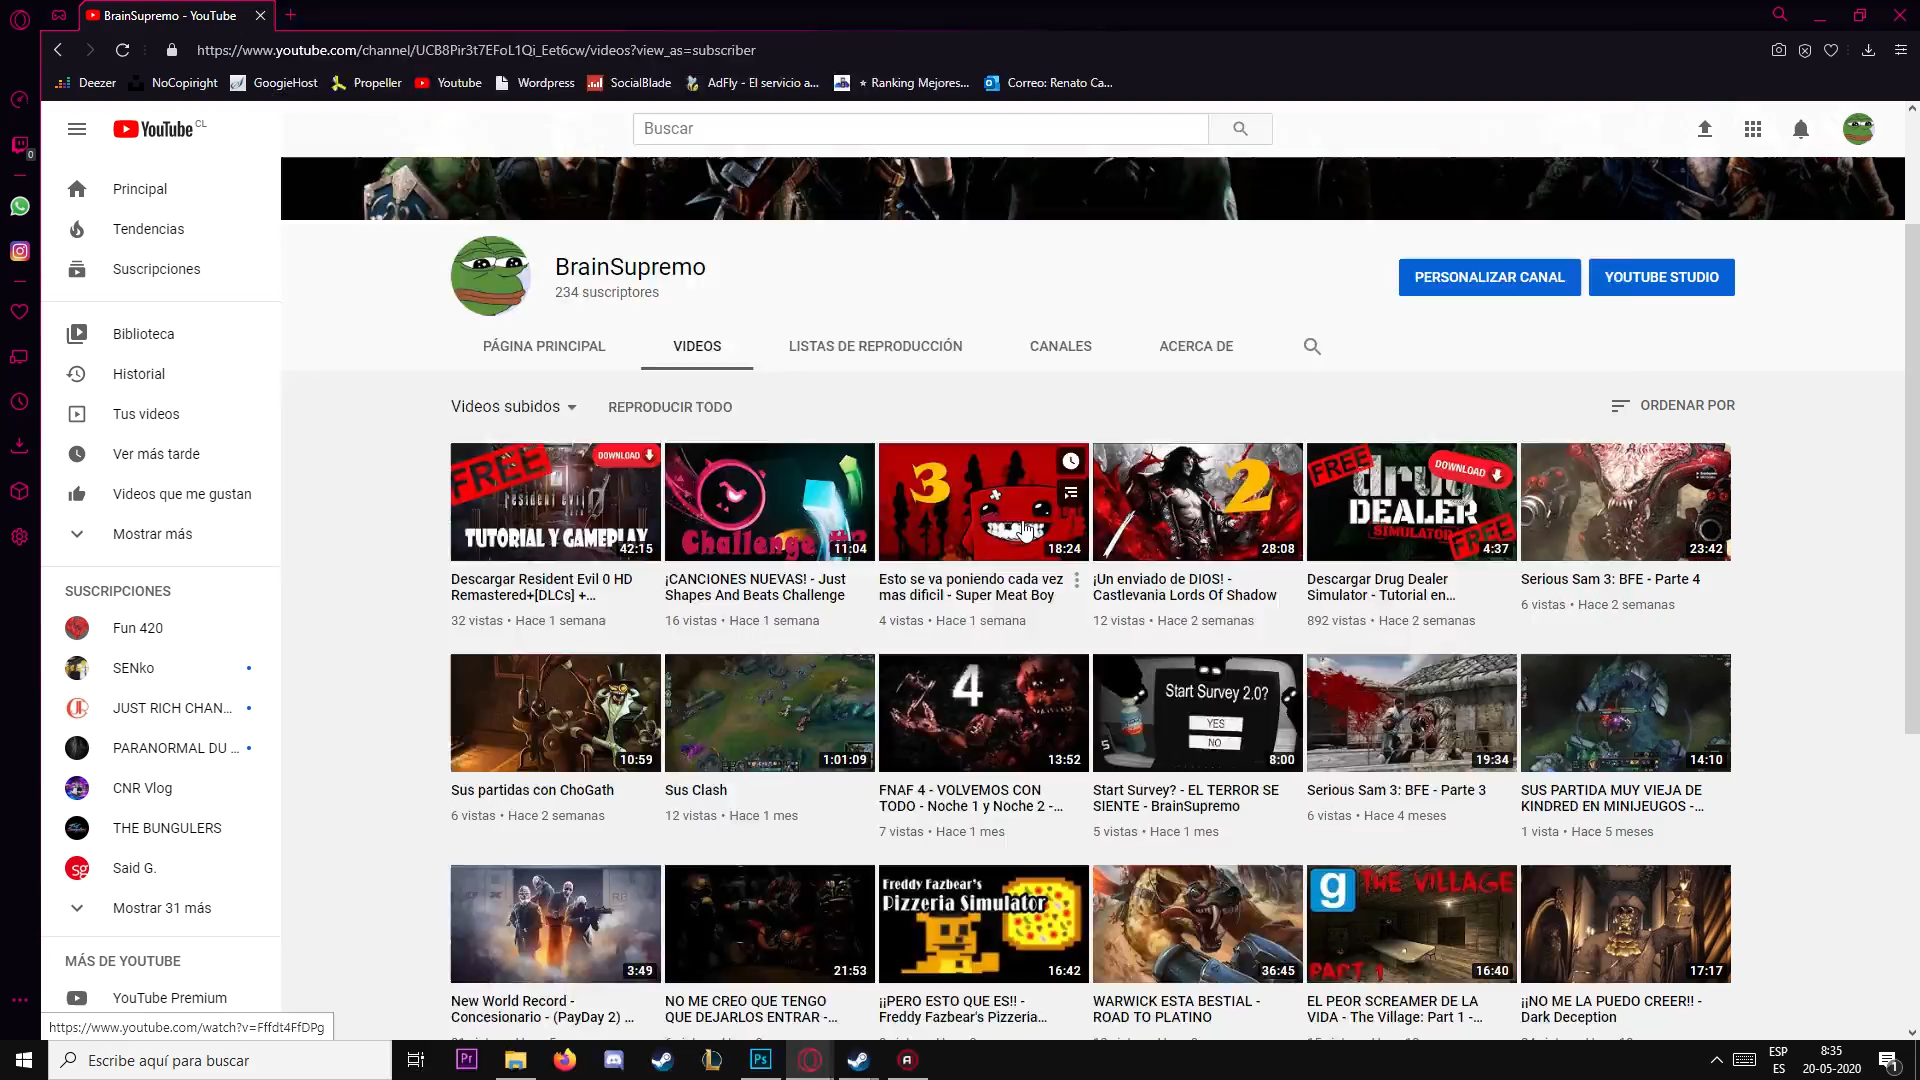 BrainSupremo - YouTube
https://www.youtube.com/channel/UCB8Pir3t7EFoL1Qi_Eet6cw/videos?view_as=subscriber
Deezer
NoCopiright
GoogieHost
Propeller
Youtube
Wordpress
SocialBlade
AdFly - El servicio a...
★ Ranking Mejores...
Correo: Renato Ca...
0
YouTube CL
Buscar
Principal
Tendencias
Suscripciones
Biblioteca
Historial
Tus videos
Ver más tarde
Videos que me gustan
Mostrar más
SUSCRIPCIONES
Fun 420
SENko
JUST RICH CHAN...
PARANORMAL DU ...
CNR Vlog
THE BUNGULERS
Said G.
Mostrar 31 más
MÁS DE YOUTUBE
YouTube Premium
https://www.youtube.com/watch?v=Fffdt4FfDPg
BrainSupremo
234 suscriptores
PERSONALIZAR CANAL
YOUTUBE STUDIO
PÁGINA PRINCIPAL
VIDEOS
LISTAS DE REPRODUCCIÓN
CANALES
ACERCA DE
Videos subidos
REPRODUCIR TODO
ORDENAR POR
FREE
DOWNLOAD
resident evil 0
TUTORIAL Y GAMEPLAY
42:15
Descargar Resident Evil 0 HD
Remastered+[DLCs] +...
32 vistas • Hace 1 semana
Challenge
11:04
¡CANCIONES NUEVAS! - Just
Shapes And Beats Challenge
16 vistas • Hace 1 semana
3
18:24
Esto se va poniendo cada vez
mas dificil - Super Meat Boy
4 vistas • Hace 1 semana
2
28:08
¡Un enviado de DIOS! -
Castlevania Lords Of Shadow
12 vistas • Hace 2 semanas
FREE
DOWNLOAD
drug
DEALER
SIMULATOR
FREE
4:37
Descargar Drug Dealer
Simulator - Tutorial en...
892 vistas • Hace 2 semanas
23:42
Serious Sam 3: BFE - Parte 4
6 vistas • Hace 2 semanas
10:59
Sus partidas con ChoGath
6 vistas • Hace 2 semanas
1:01:09
Sus Clash
12 vistas • Hace 1 mes
4
13:52
FNAF 4 - VOLVEMOS CON
TODO - Noche 1 y Noche 2 -...
7 vistas • Hace 1 mes
Start Survey 2.0?
YES
NO
8:00
Start Survey? - EL TERROR SE
SIENTE - BrainSupremo
5 vistas • Hace 1 mes
19:34
Serious Sam 3: BFE - Parte 3
6 vistas • Hace 4 meses
14:10
SUS PARTIDA MUY VIEJA DE
KINDRED EN MINIJEUGOS -...
1 vista • Hace 5 meses
3:49
New World Record -
Concesionario - (PayDay 2) ...
21:53
NO ME CREO QUE TENGO
QUE DEJARLOS ENTRAR -...
Freddy Fazbear's
Pizzeria Simulator
16:42
¡¡PERO ESTO QUE ES!! -
Freddy Fazbear's Pizzeria...
36:45
WARWICK ESTA BESTIAL -
ROAD TO PLATINO
g
THE VILLAGE
PART 1
16:40
EL PEOR SCREAMER DE LA
VIDA - The Village: Part 1 -...
17:17
¡¡NO ME LA PUEDO CREER!! -
Dark Deception
Escribe aquí para buscar
Pr
Ps
ESP
ES
8:35
20-05-2020
1